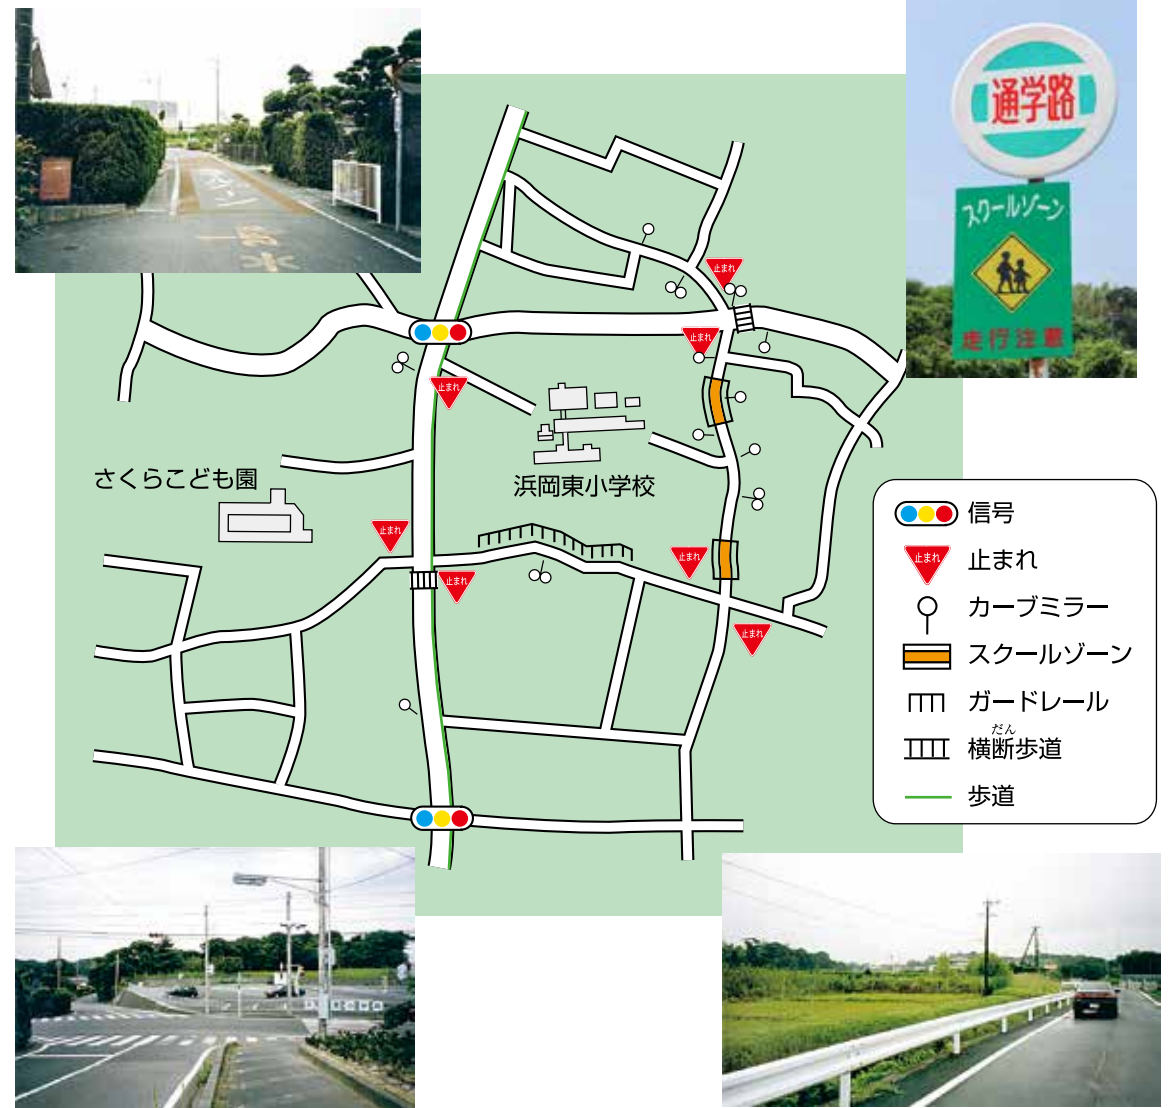 通学路
スクールゾーン
走行注意
止まれ
止まれ
止まれ
さくらこども園
浜岡東小学校
止まれ
止まれ
止まれ
止まれ
信号
止まれ
止まれ
カーブミラー
スクールゾーン
ガードレール
だん
横断歩道
歩道